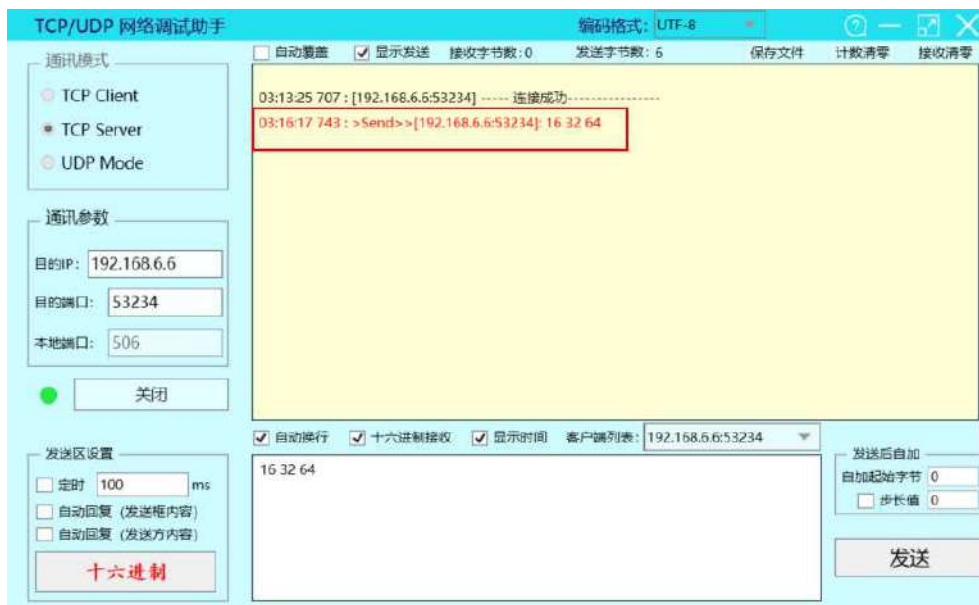 TCP/UDP 网络调试助手 编码格式: UTF-8
通讯模式
TCP Client
TCP Server
UDP Mode
自动覆盖 显示发送 接收字节数: 0 发送字节数: 6 保存文件 计数清零 接收清零
03:13:25 707 : [192.168.6.6:53234] ----- 连接成功----------------
03:16:17 743 : >Send>>[192.168.6.6:53234]: 16 32 64
通讯参数
目的IP: 192.168.6.6
目的端口: 53234
本地端口: 506
关闭
自动换行 十六进制接收 显示时间 客户端列表: 192.168.6.6:53234
发送区设置
定时 100 ms
自动回复 (发送框内容)
自动回复 (发送方内容)
十六进制
16 32 64
发送后自加
自加起始字节 0
步长值 0
发送